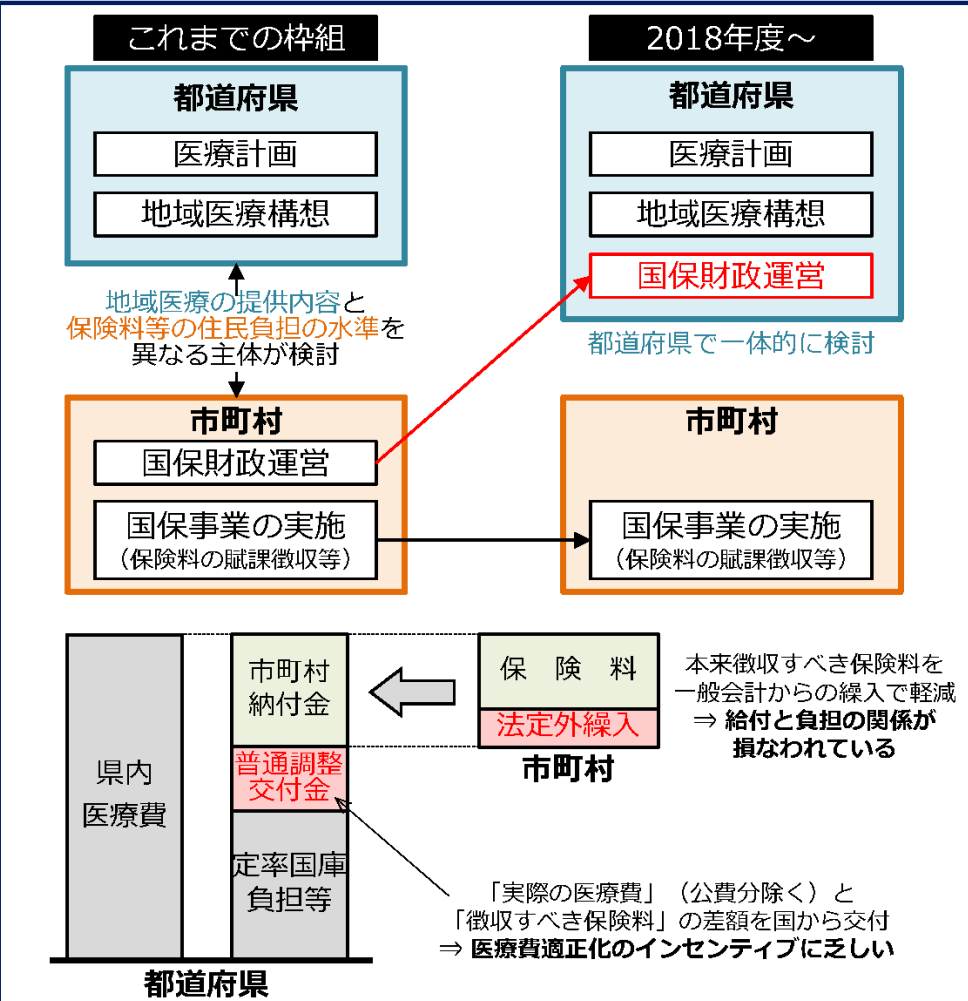 これまでの枠組
都道府県
医療計画
地域医療構想
地域医療の提供内容と
保険料等の住民負担の水準を
異なる主体が検討
市町村
国保財政運営
国保事業の実施
(保険料の賦課徴収等)
2018年度～
都道府県
医療計画
地域医療構想
国保財政運営
都道府県で一体的に検討
市町村
国保事業の実施
(保険料の賦課徴収等)
県内
医療費
市町村
納付金
普通調整
交付金
定率国庫
負担等
都道府県
保 険 料
法定外繰入
市町村
本来徴収すべき保険料を
一般会計からの繰入で軽減
⇒ 給付と負担の関係が
損なわれている
「実際の医療費」（公費分除く）と
「徴収すべき保険料」の差額を国から交付
⇒ 医療費適正化のインセンティブに乏しい